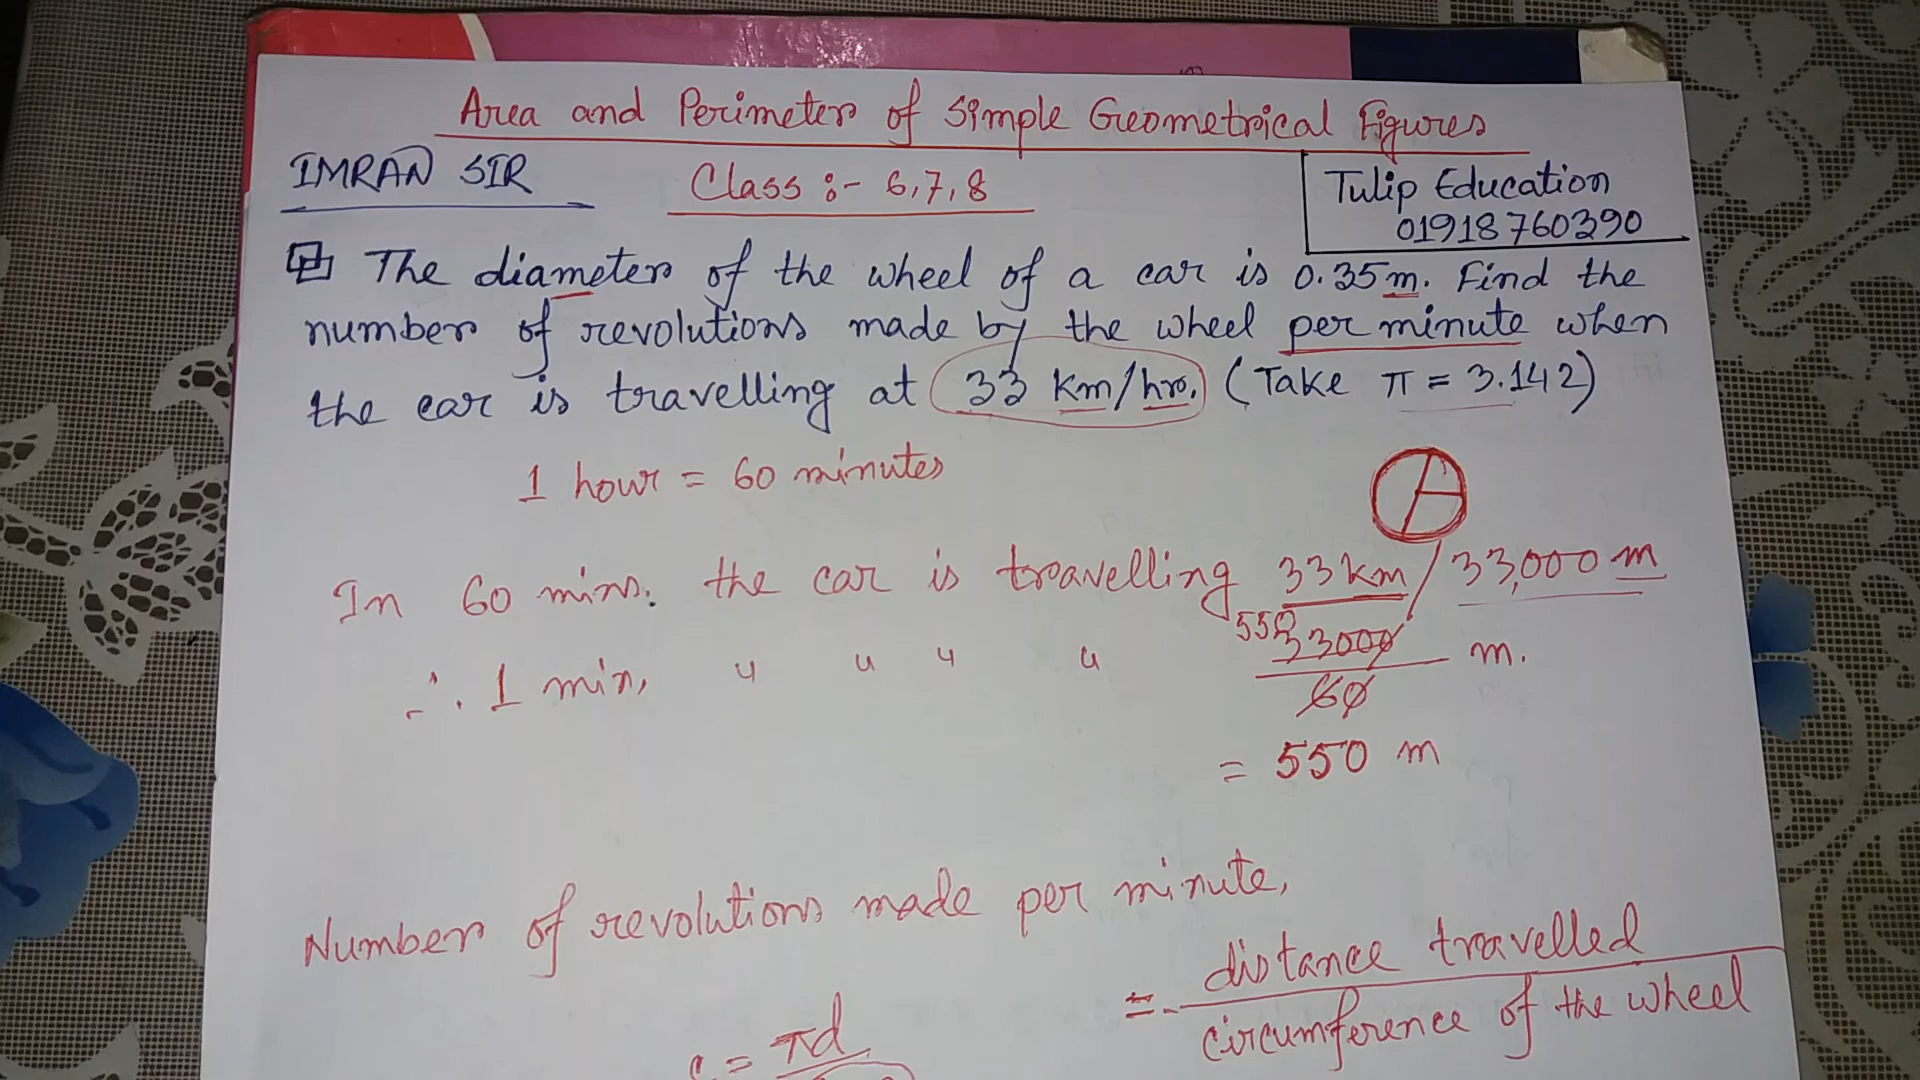 Area and Perimeter of Simple Geometrical Figures
IMRAN SIR
Class :- 6,7,8
Tulip Education
01918760390
The diameter of the wheel of a car is 0.35m. Find the
number of revolutions made by the wheel per minute when
the car is travelling at 33 km/hr. (Take π = 3.142)
1 hour = 60 minutes
In 60 mins. the car is travelling 33 km / 33,000 m
550
∴ 1 min, " " " " 33000/60 m.
= 550 m
Number of revolutions made per minute,
= distance travelled
circumference of the wheel
c = πd